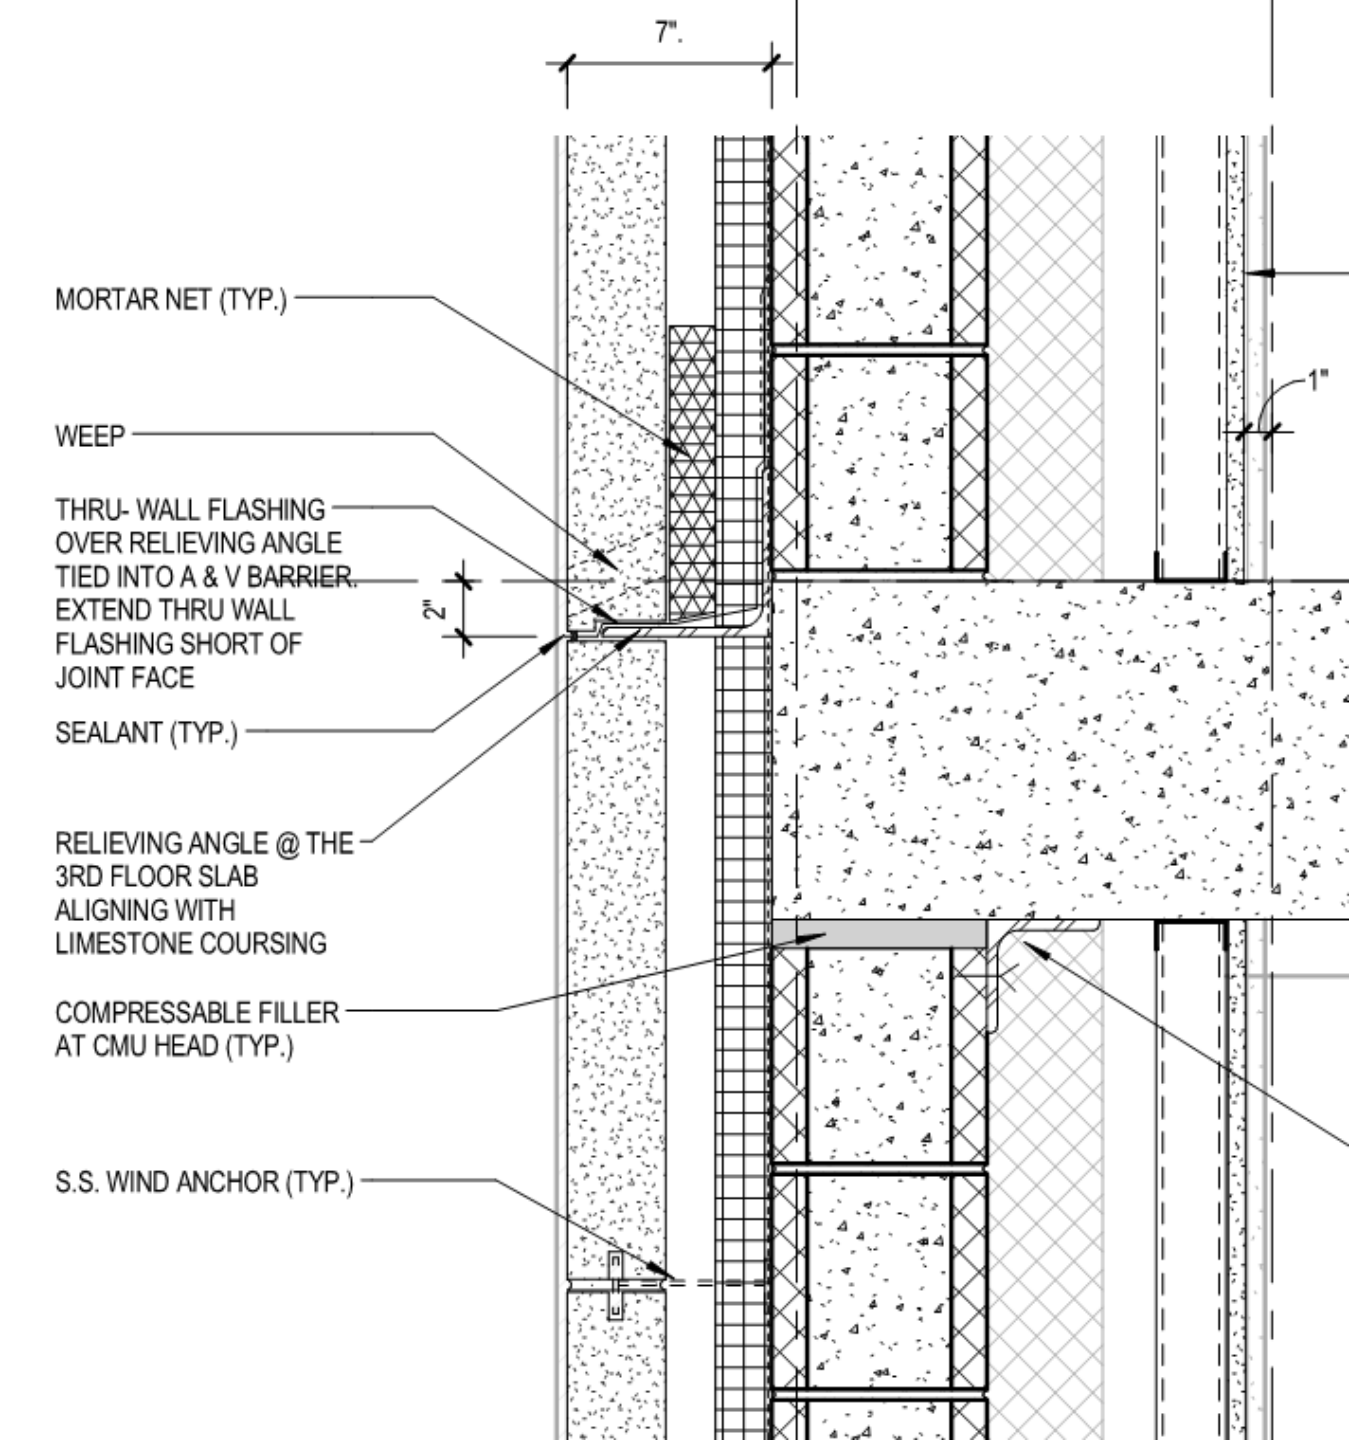 7".
MORTAR NET (TYP.)
1"
WEEP
THRU- WALL FLASHING
OVER RELIEVING ANGLE
TIED INTO A & V BARRIER.
EXTEND THRU WALL
FLASHING SHORT OF
JOINT FACE
2"
SEALANT (TYP.)
RELIEVING ANGLE @ THE
3RD FLOOR SLAB
ALIGNING WITH
LIMESTONE COURSING
COMPRESSABLE FILLER
AT CMU HEAD (TYP.)
S.S. WIND ANCHOR (TYP.)